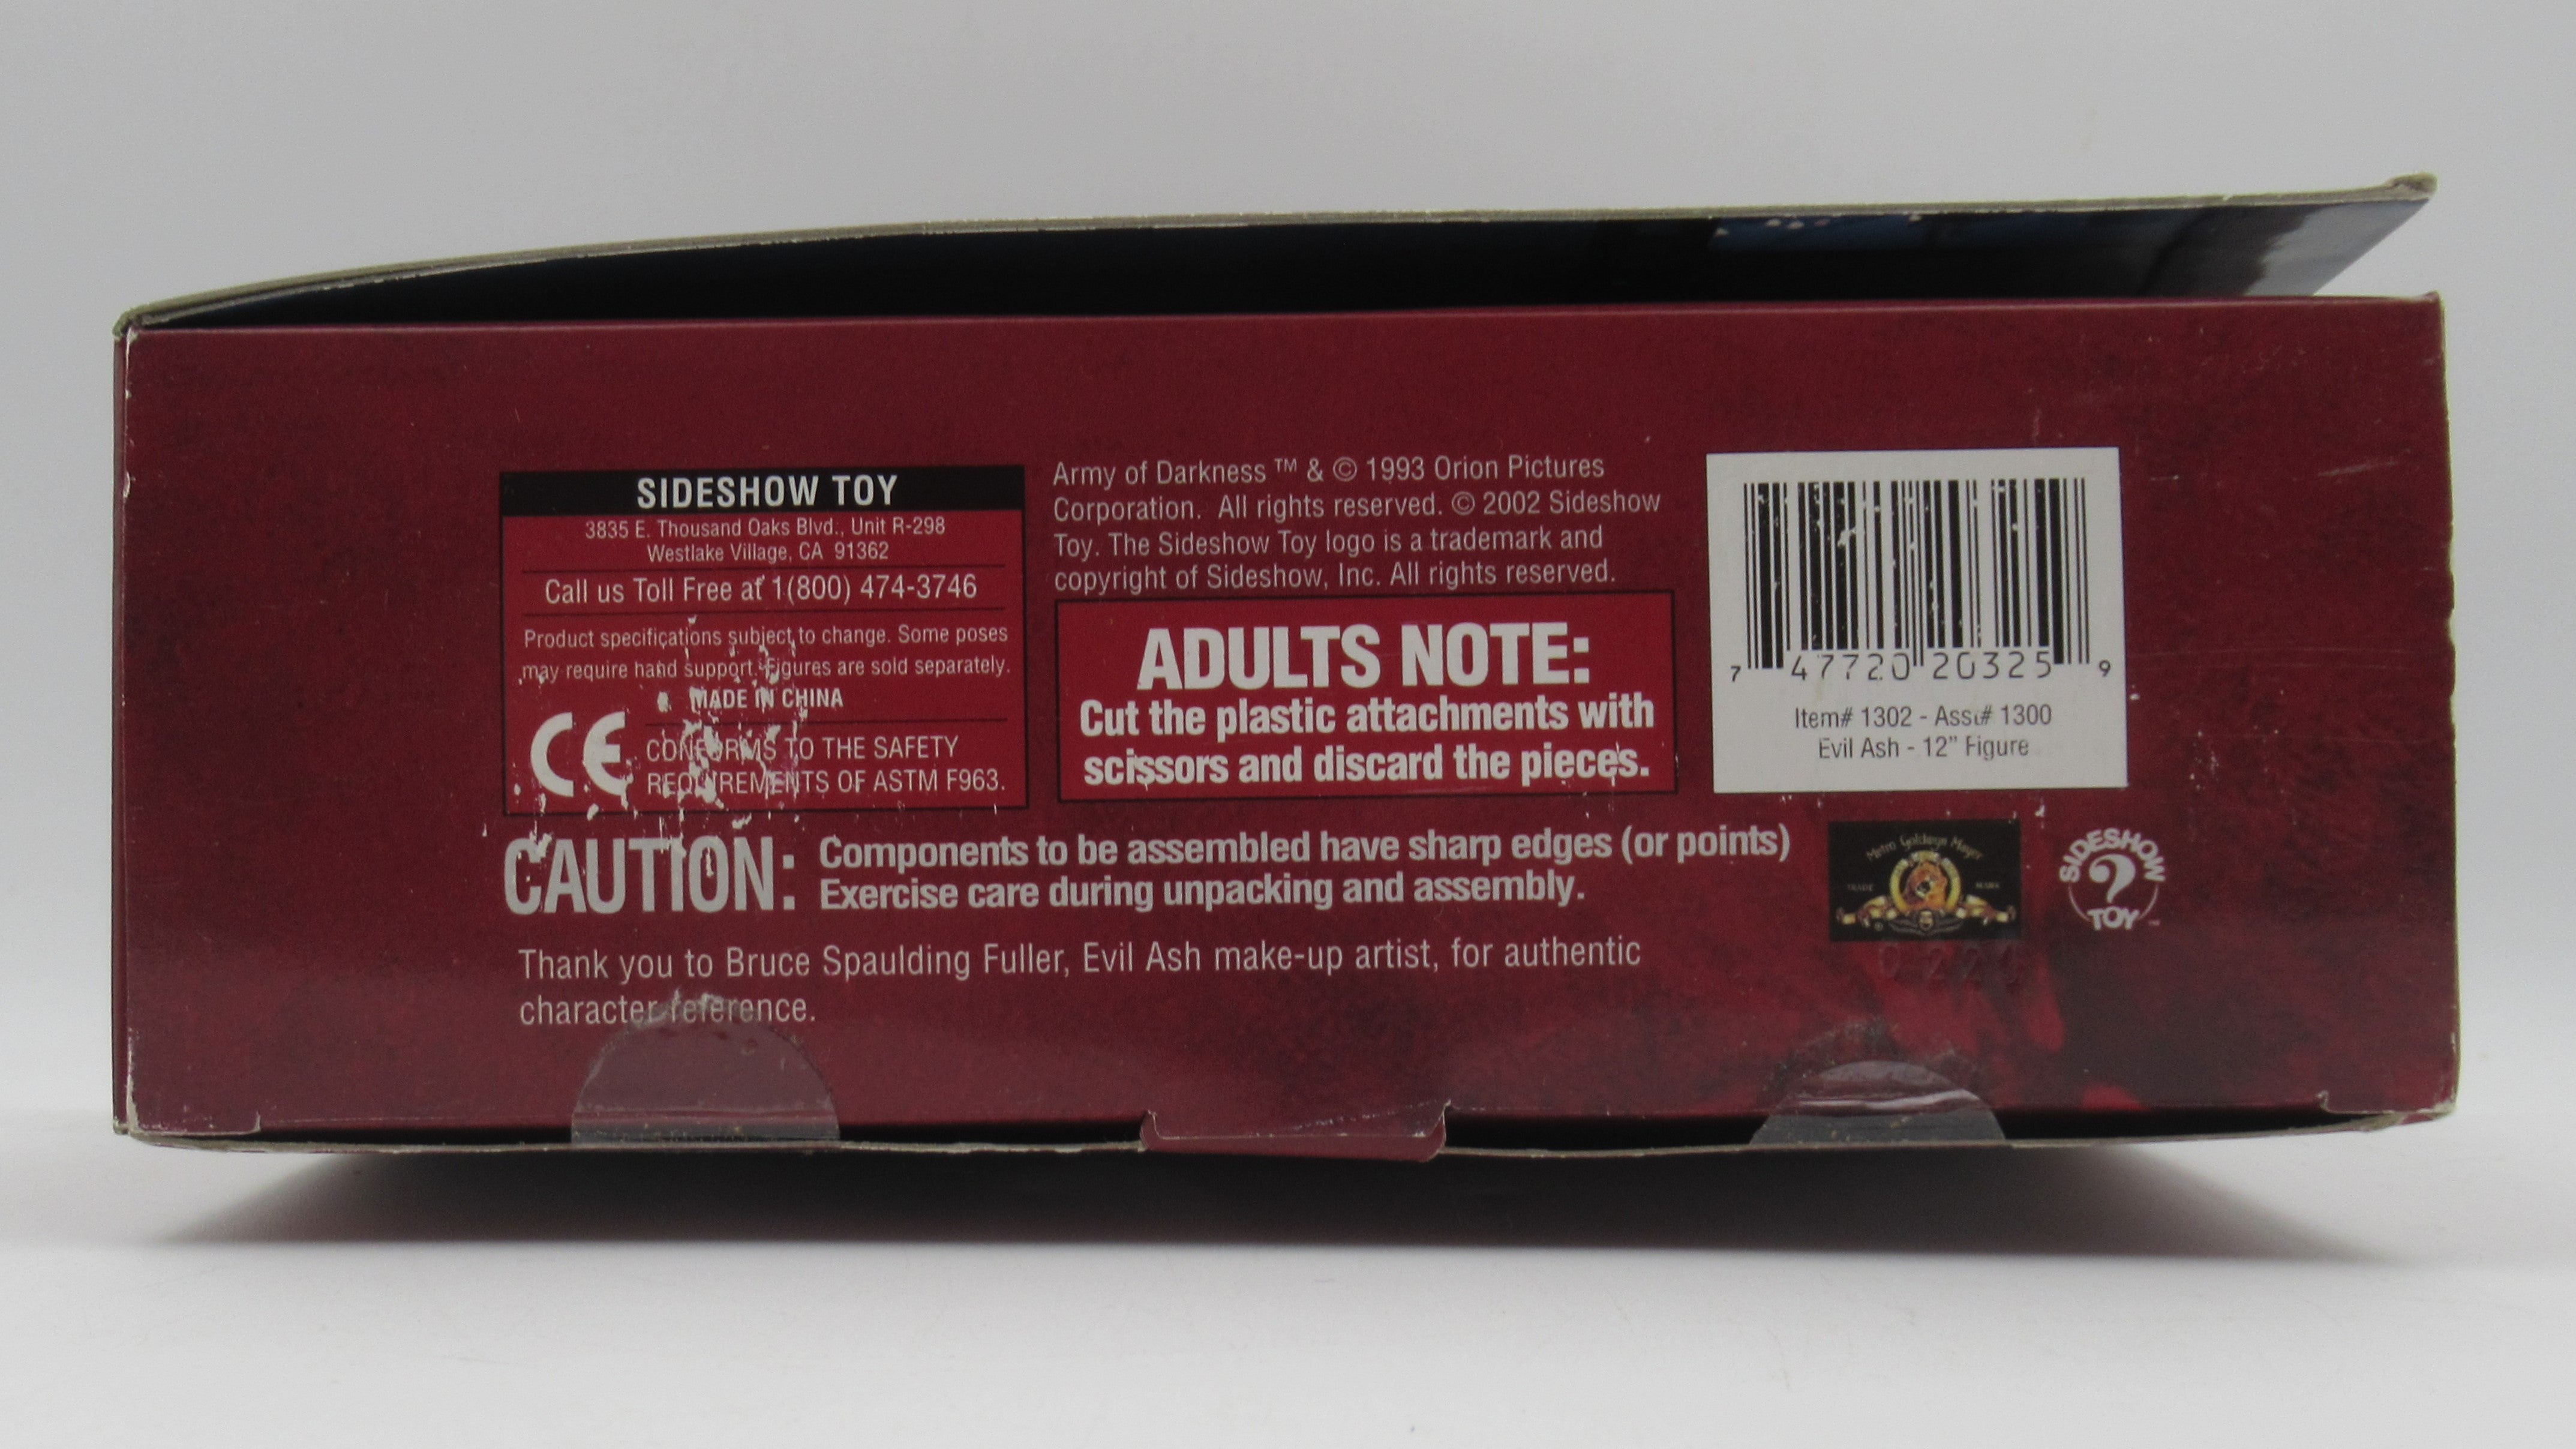 SIDESHOW TOY
3835 E. Thousand Oaks Blvd., Unit R-298
Westlake Village, CA 91362
Call us Toll Free at 1(800) 474-3746
Product specifications subject to change. Some poses
may require hand support. Figures are sold separately.
MADE IN CHINA
CE
CONFORMS TO THE SAFETY
REQUIREMENTS OF ASTM F963.
Army of Darkness ™ & © 1993 Orion Pictures
Corporation. All rights reserved. © 2002 Sideshow
Toy. The Sideshow Toy logo is a trademark and
copyright of Sideshow, Inc. All rights reserved.
ADULTS NOTE:
Cut the plastic attachments with
scissors and discard the pieces.
7 47720 20325 9
Item# 1302 - Asst# 1300
Evil Ash - 12" Figure
CAUTION: Components to be assembled have sharp edges (or points)
Exercise care during unpacking and assembly.
Metro Goldwyn Mayer
TRADE MARK
SIDESHOW
?
TOY™
Thank you to Bruce Spaulding Fuller, Evil Ash make-up artist, for authentic
character reference.